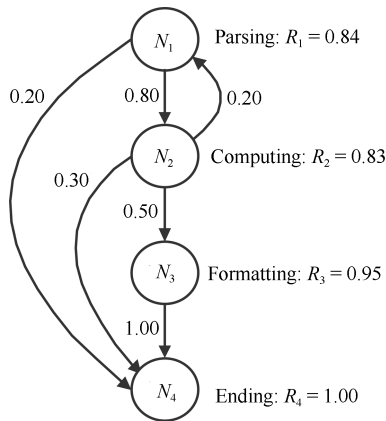 N₁ Parsing: R₁ = 0.84
0.20 0.80 0.20
N₂ Computing: R₂ = 0.83
0.30
0.50
N₃ Formatting: R₃ = 0.95
1.00
N₄ Ending: R₄ = 1.00